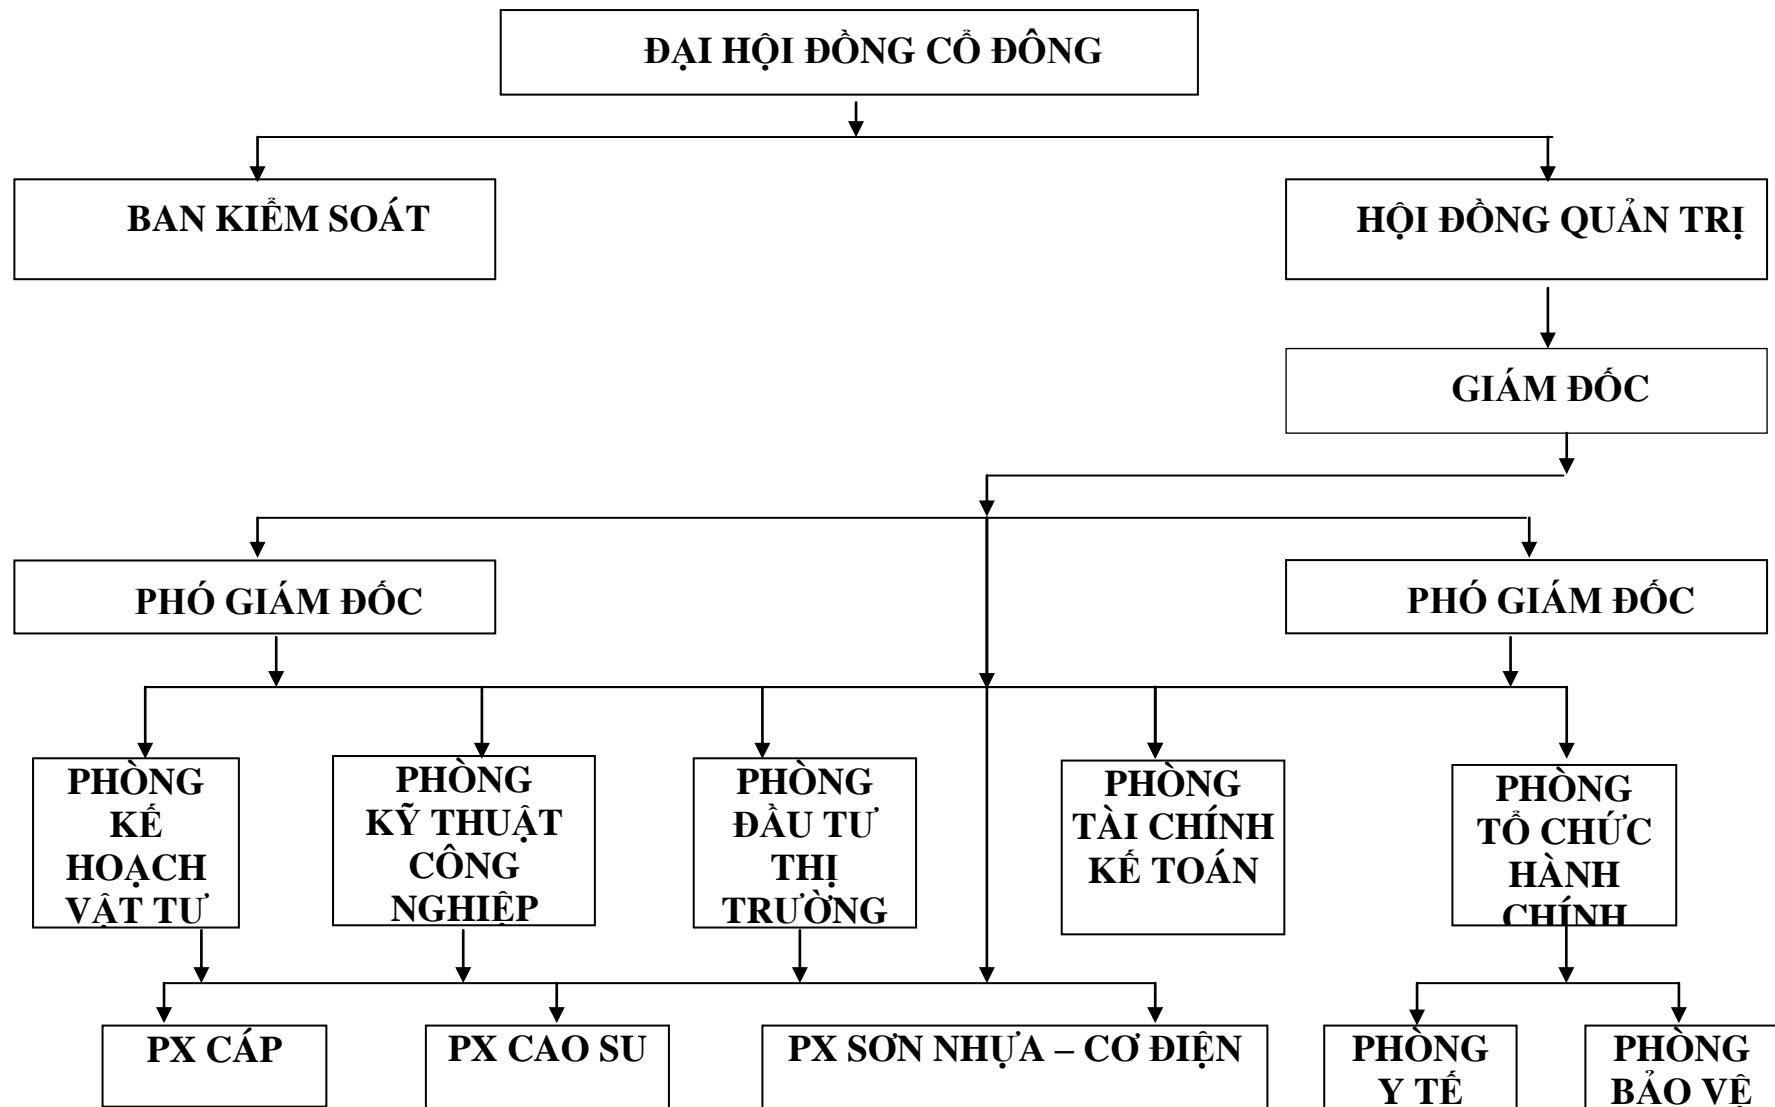 ĐẠI HỘI ĐỒNG CỔ ĐÔNG
BAN KIỂM SOÁT
HỘI ĐỒNG QUẢN TRỊ
GIÁM ĐỐC
PHÓ GIÁM ĐỐC
PHÓ GIÁM ĐỐC
PHÒNG
KẾ
HOẠCH
VẬT TƯ
PHÒNG
KỸ THUẬT
CÔNG
NGHIỆP
PHÒNG
ĐẦU TƯ
THỊ
TRƯỜNG
PHÒNG
TÀI CHÍNH
KẾ TOÁN
PHÒNG
TỔ CHỨC
HÀNH
CHÍNH
PX CÁP
PX CAO SU
PX SƠN NHỰA – CƠ ĐIỆN
PHÒNG
Y TẾ
PHÒNG
BẢO VỆ